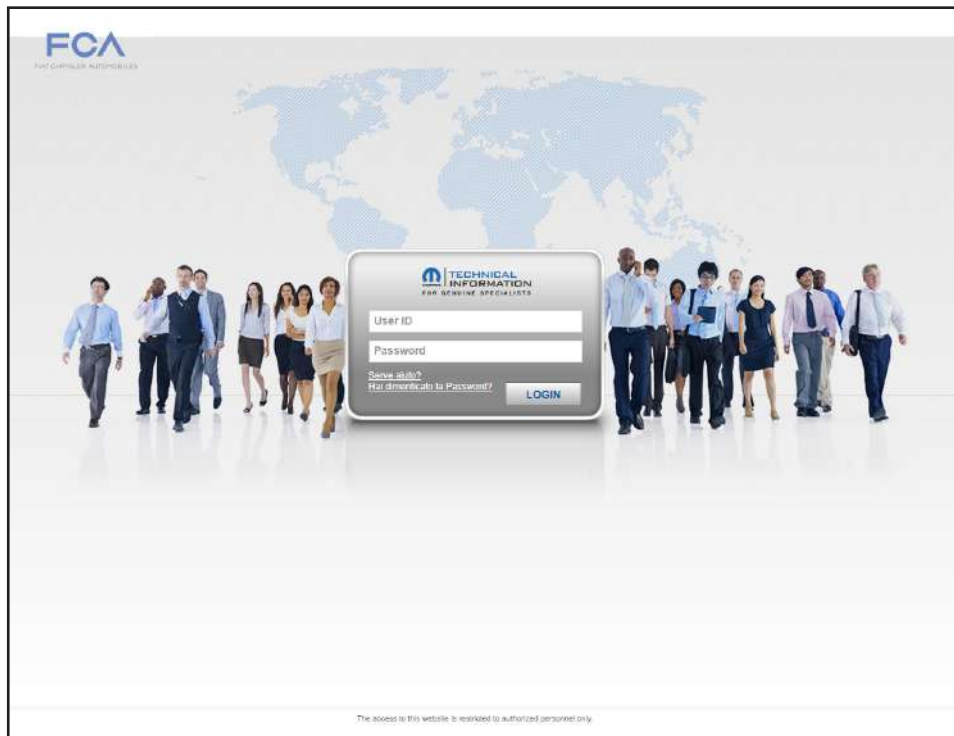 FCA
FIAT CHRYSLER AUTOMOBILES
TECHNICAL
INFORMATION
FOR GENUINE SPECIALISTS
User ID
Password
Serve aiuto?
Hai dimenticato la Password?
LOGIN
The access to this website is restricted to authorized personnel only.